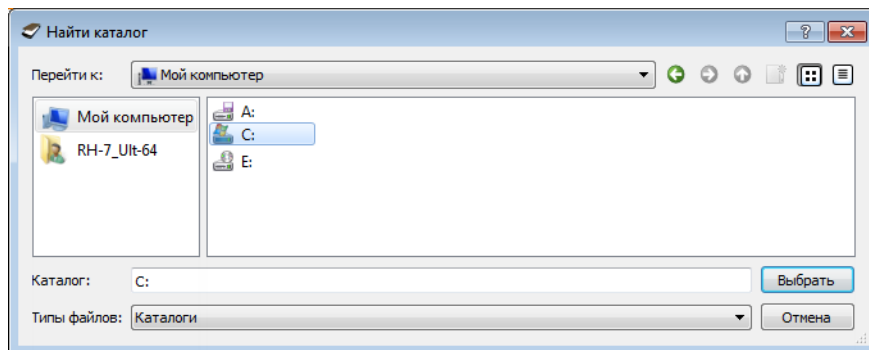 Найти каталог
Перейти к: Мой компьютер
Мой компьютер
RH-7_Ult-64
A:
C:
E:
Каталог: C:
Выбрать
Типы файлов: Каталоги
Отмена